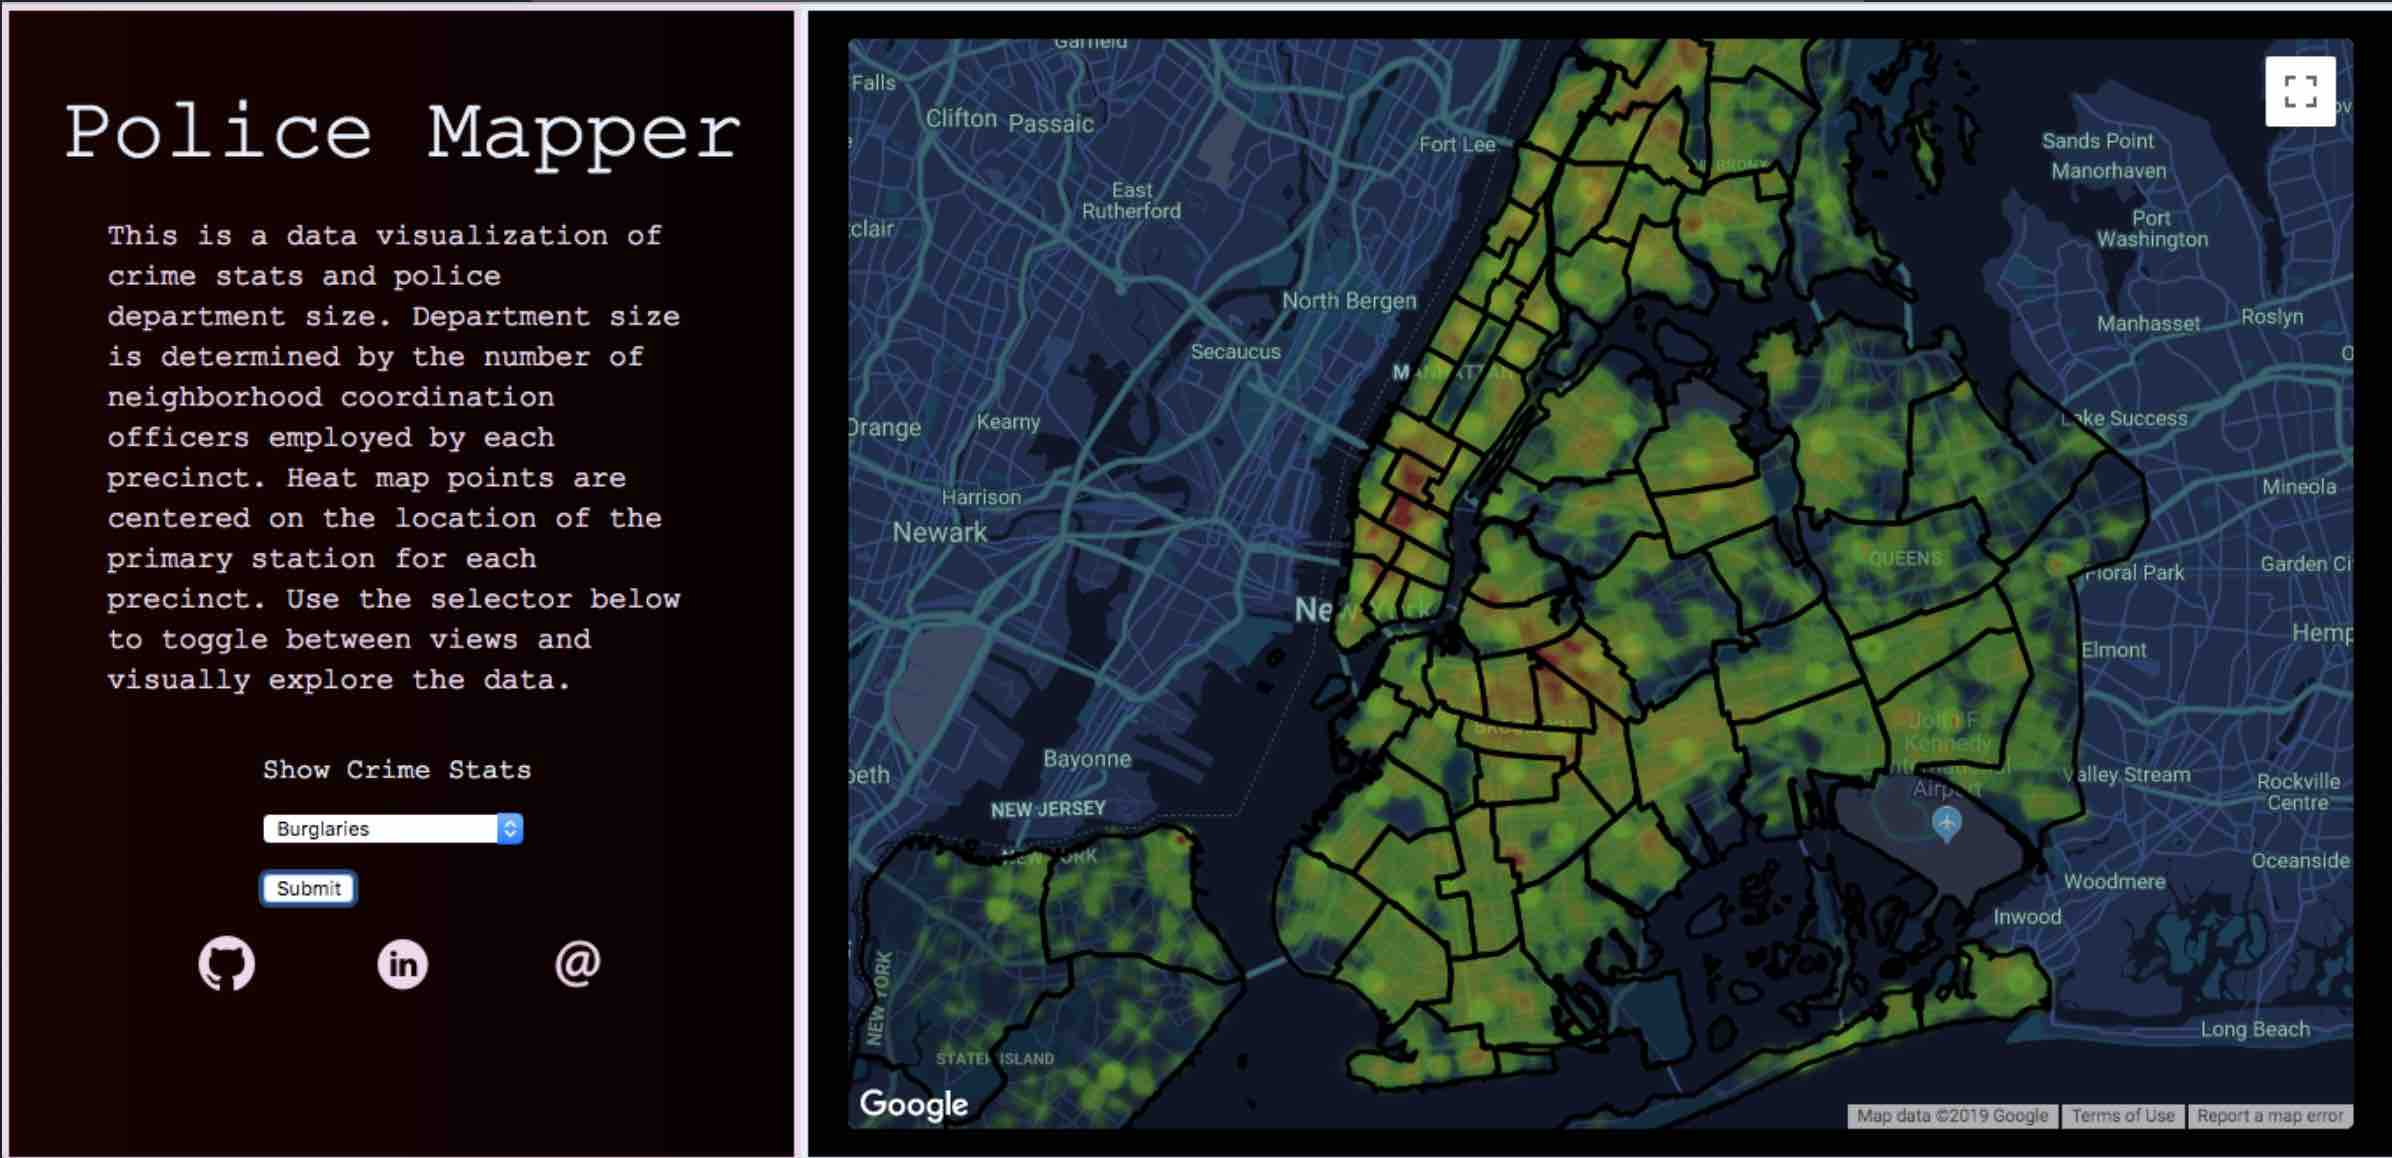 Police Mapper
This is a data visualization of
crime stats and police
department size. Department size
is determined by the number of
neighborhood coordination
officers employed by each
precinct. Heat map points are
centered on the location of the
primary station for each
precinct. Use the selector below
to toggle between views and
visually explore the data.
Show Crime Stats
Burglaries
Submit
in
@
Garfield
Falls
Clifton
Passaic
Fort Lee
Sands Point
Manorhaven
East
Rutherford
Port
Washington
clair
BRONX
North Bergen
Manhasset
Roslyn
Secaucus
MANHATTAN
Orange
Kearny
Lake Success
Harrison
Mineola
Newark
QUEENS
Floral Park
Garden Ci
New York
Hemp
Elmont
BROOKLYN
John F
Kennedy
International
Airport
Bayonne
beth
Valley Stream
Rockville
Centre
NEW JERSEY
NEW YORK
Oceanside
Woodmere
Inwood
NEW YORK
STATEN ISLAND
Long Beach
Google
Map data ©2019 Google
Terms of Use
Report a map error